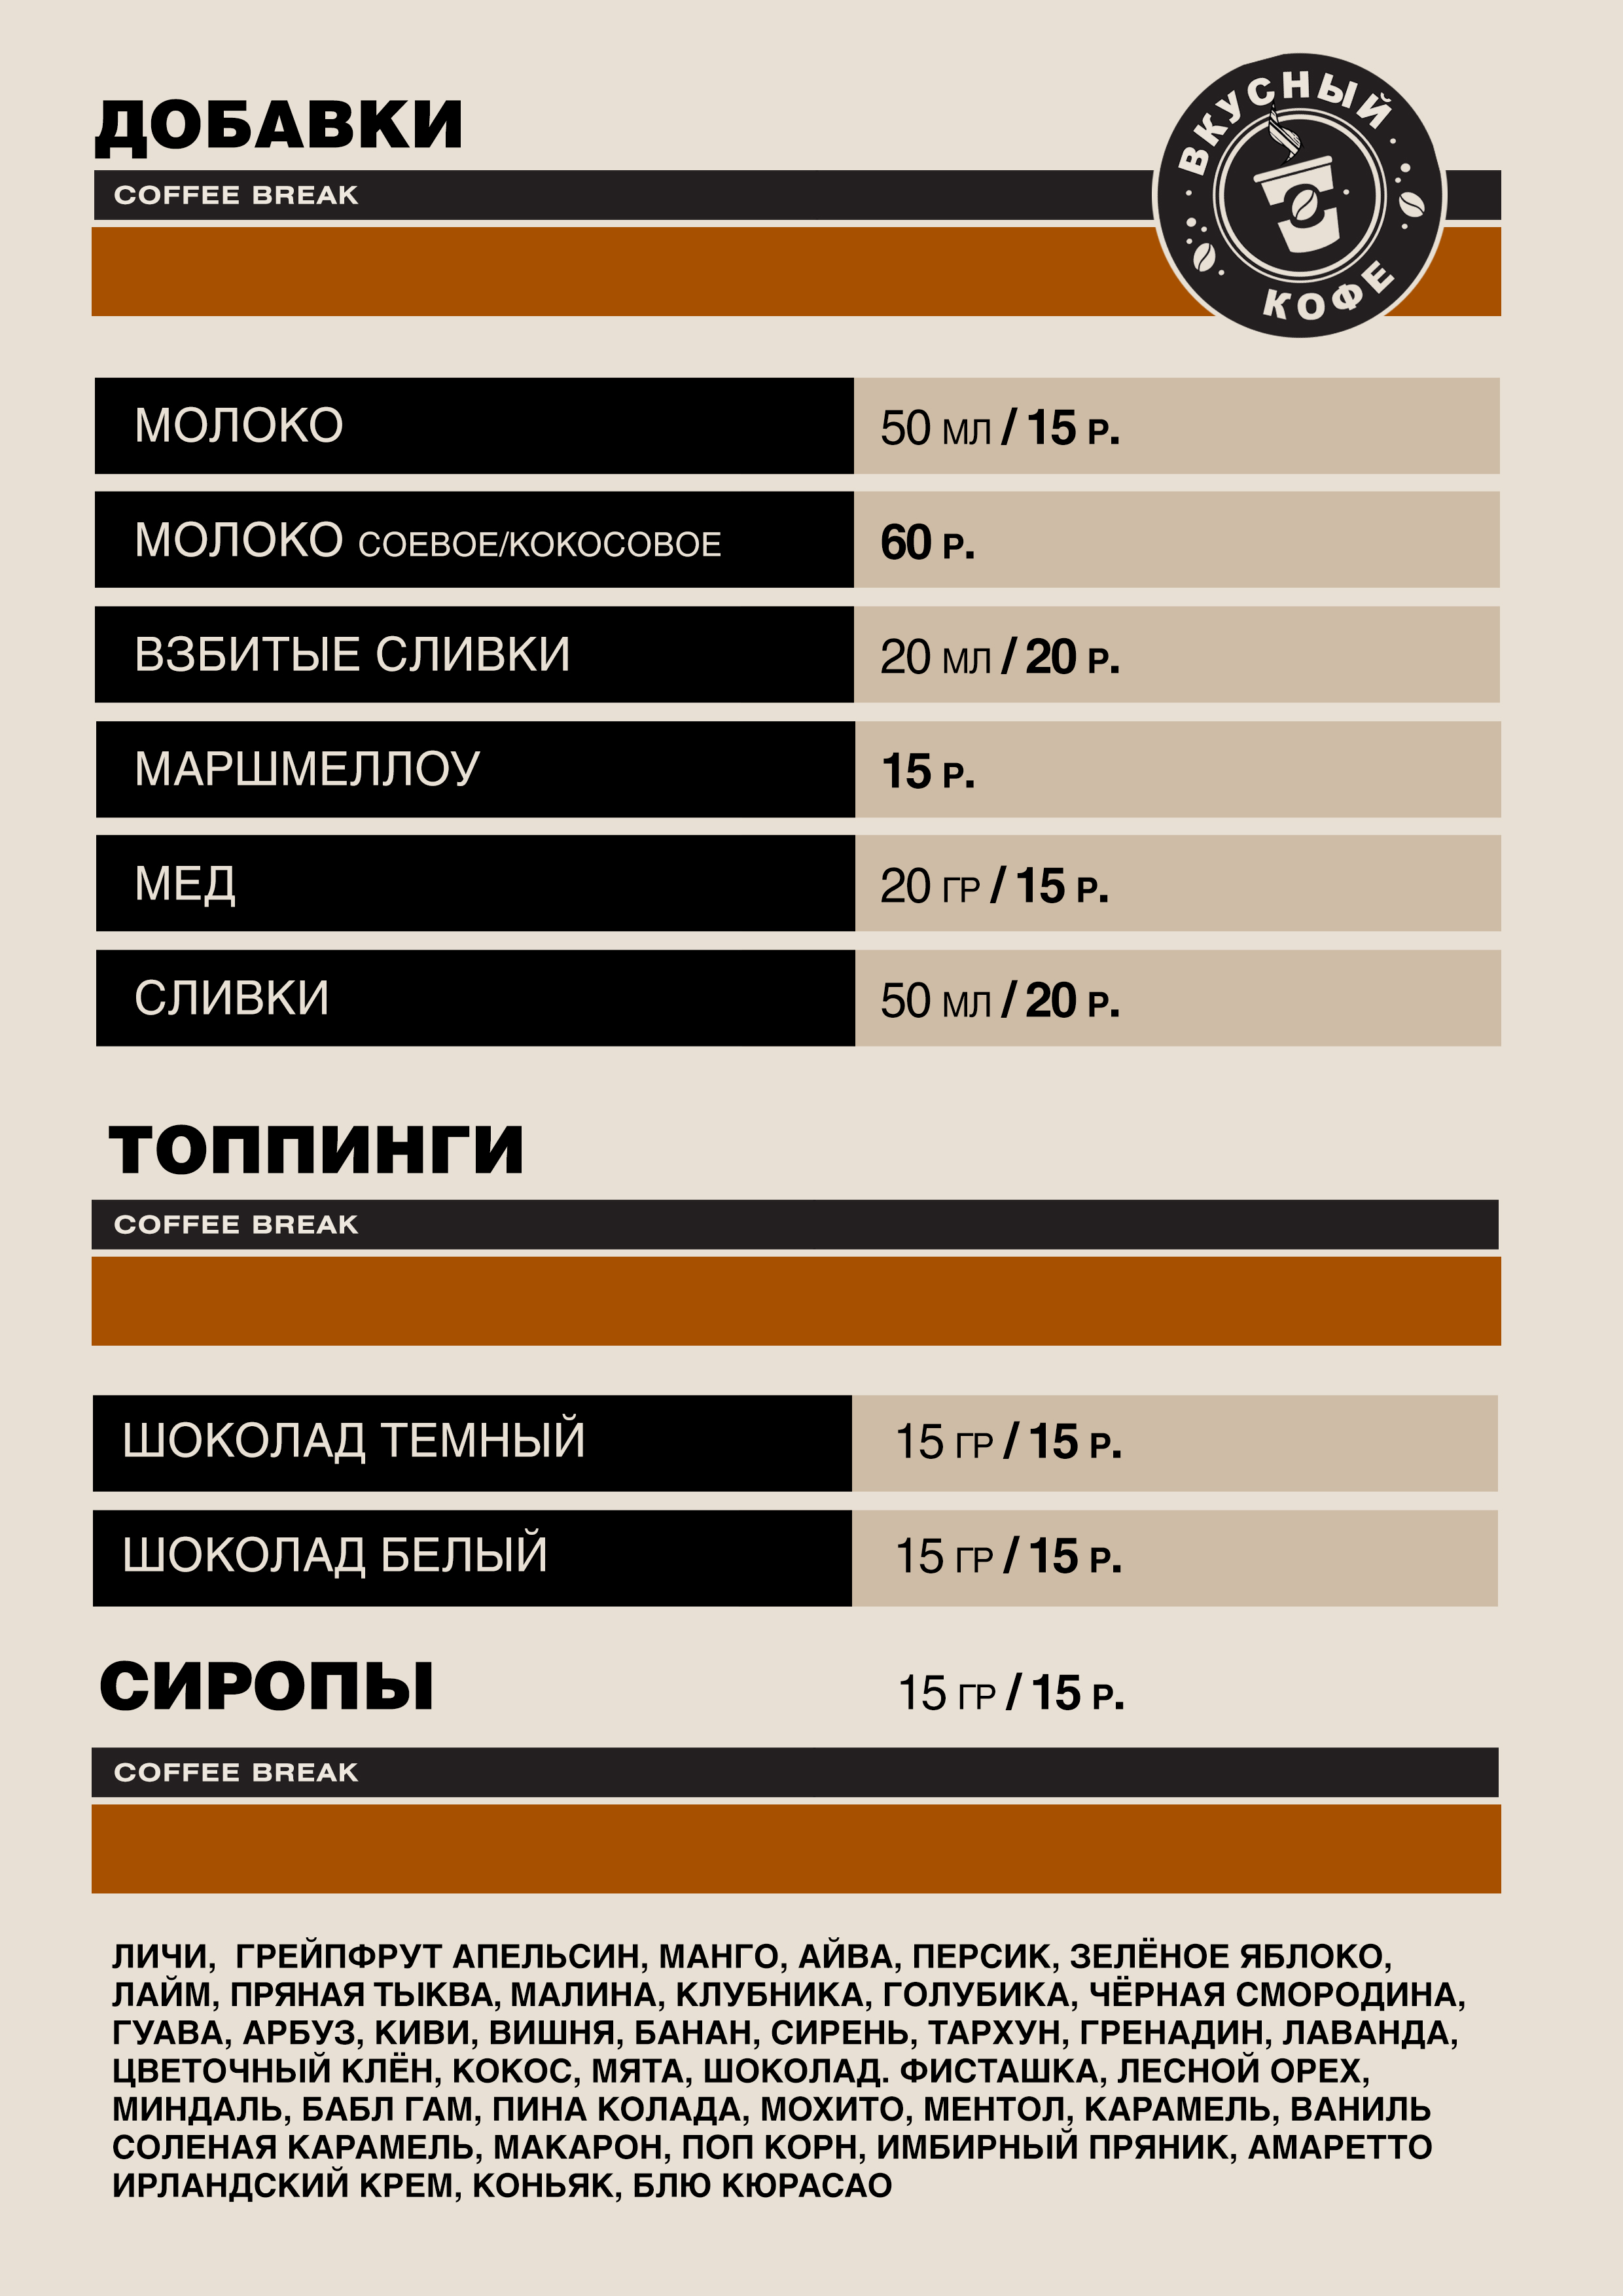 ДОБАВКИ
COFFEE BREAK
ВКУСНЫЙ
КОФЕ
МОЛОКО 50 МЛ / 15 Р.
МОЛОКО СОЕВОЕ/КОКОСОВОЕ 60 Р.
ВЗБИТЫЕ СЛИВКИ 20 МЛ / 20 Р.
МАРШМЕЛЛОУ 15 Р.
МЕД 20 ГР / 15 Р.
СЛИВКИ 50 МЛ / 20 Р.
ТОППИНГИ
COFFEE BREAK
ШОКОЛАД ТЕМНЫЙ 15 ГР / 15 Р.
ШОКОЛАД БЕЛЫЙ 15 ГР / 15 Р.
СИРОПЫ 15 ГР / 15 Р.
COFFEE BREAK
ЛИЧИ, ГРЕЙПФРУТ АПЕЛЬСИН, МАНГО, АЙВА, ПЕРСИК, ЗЕЛЁНОЕ ЯБЛОКО,
ЛАЙМ, ПРЯНАЯ ТЫКВА, МАЛИНА, КЛУБНИКА, ГОЛУБИКА, ЧЁРНАЯ СМОРОДИНА,
ГУАВА, АРБУЗ, КИВИ, ВИШНЯ, БАНАН, СИРЕНЬ, ТАРХУН, ГРЕНАДИН, ЛАВАНДА,
ЦВЕТОЧНЫЙ КЛЁН, КОКОС, МЯТА, ШОКОЛАД. ФИСТАШКА, ЛЕСНОЙ ОРЕХ,
МИНДАЛЬ, БАБЛ ГАМ, ПИНА КОЛАДА, МОХИТО, МЕНТОЛ, КАРАМЕЛЬ, ВАНИЛЬ
СОЛЕНАЯ КАРАМЕЛЬ, МАКАРОН, ПОП КОРН, ИМБИРНЫЙ ПРЯНИК, АМАРЕТТО
ИРЛАНДСКИЙ КРЕМ, КОНЬЯК, БЛЮ КЮРАСАО